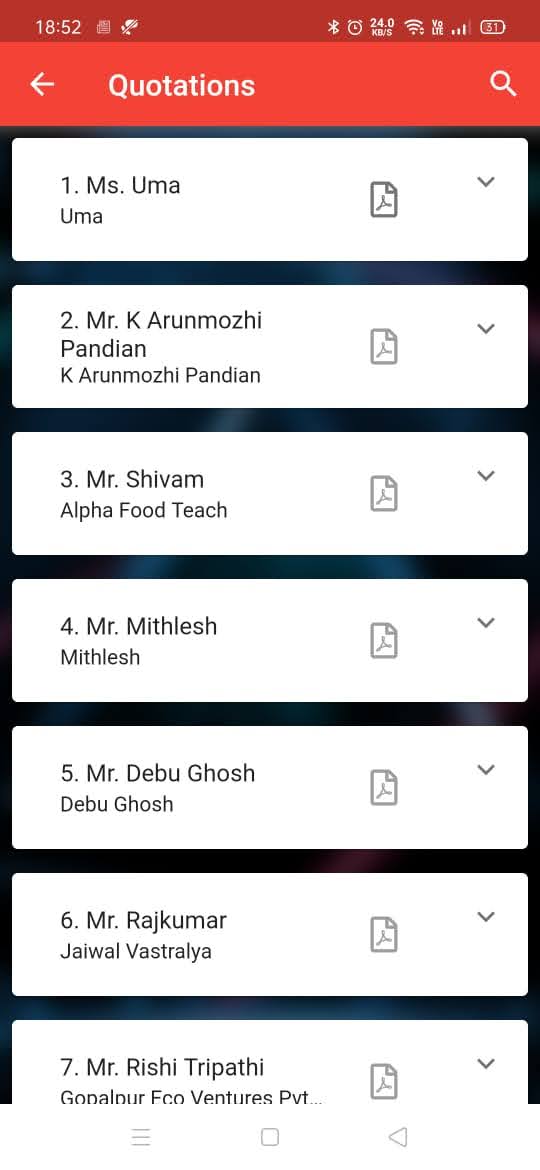 18:52 24.0 KB/S Vo LTE 31
Quotations
1. Ms. Uma
Uma
2. Mr. K Arunmozhi
Pandian
K Arunmozhi Pandian
3. Mr. Shivam
Alpha Food Teach
4. Mr. Mithlesh
Mithlesh
5. Mr. Debu Ghosh
Debu Ghosh
6. Mr. Rajkumar
Jaiwal Vastralya
7. Mr. Rishi Tripathi
Gopalpur Eco Ventures Pvt...